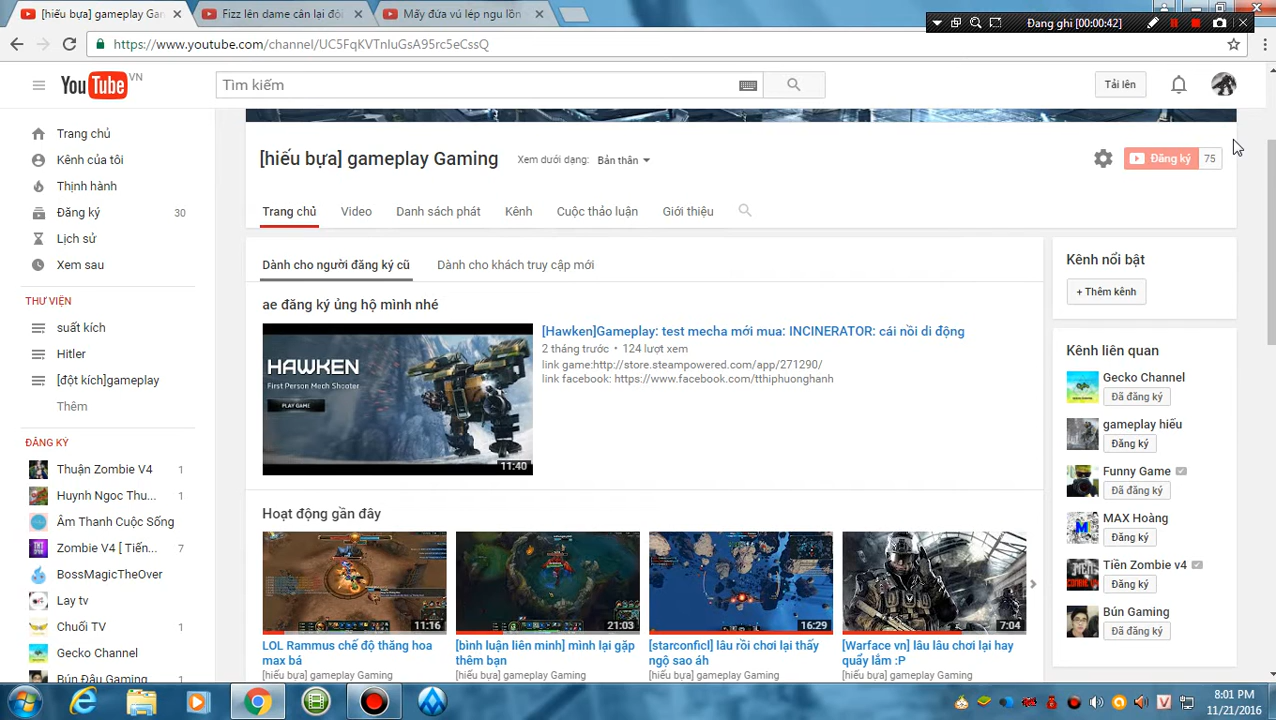 [hiếu bựa] gameplay Gan
Fizz lên dame cân lại đội
Mấy đứa vú lép ngu lồn
Đang ghi [00:00:42]
https://www.youtube.com/channel/UC5FqKVTnIuGsA95rc5eCssQ
YouTube VN
Tìm kiếm
Tải lên
Trang chủ
Kênh của tôi
Thịnh hành
Đăng ký 30
Lịch sử
Xem sau
THƯ VIỆN
suất kích
Hitler
[đột kích]gameplay
Thêm
ĐĂNG KÝ
Thuận Zombie V4 1
Huynh Ngoc Thu... 1
Âm Thanh Cuộc Sống
Zombie V4 [ Tiến... 7
BossMagicTheOver
Lay tv
Chuối TV 1
Gecko Channel
Bún Đậu Gaming 1
[hiếu bựa] gameplay Gaming
Xem dưới dạng: Bản thân
Đăng ký 75
Trang chủ
Video
Danh sách phát
Kênh
Cuộc thảo luận
Giới thiệu
Dành cho người đăng ký cũ
Dành cho khách truy cập mới
ae đăng ký ủng hộ mình nhé
HAWKEN
First Person Mech Shooter
PLAY GAME
11:40
[Hawken]Gameplay: test mecha mới mua: INCINERATOR: cái nồi di động
2 tháng trước • 124 lượt xem
link game:http://store.steampowered.com/app/271290/
link facebook: https://www.facebook.com/tthiphuonghanh
Hoạt động gần đây
11:16
21:03
16:29
7:04
LOL Rammus chế độ thăng hoa
max bá
[hiếu bựa] gameplay Gaming
[bình luận liên minh] mình lại gặp
thêm bạn
[hiếu bựa] gameplay Gaming
[starconficl] lâu rồi chơi lại thấy
ngộ sao áh
[hiếu bựa] gameplay Gaming
[Warface vn] lâu lâu chơi lại hay
quẩy lắm :P
[hiếu bựa] gameplay Gaming
Kênh nổi bật
+ Thêm kênh
Kênh liên quan
Gecko Channel
Đã đăng ký
gameplay hiếu
Đăng ký
Funny Game
Đã đăng ký
MAX Hoàng
Đăng ký
Tiền Zombie v4
Đăng ký
Bún Gaming
Đã đăng ký
8:01 PM
11/21/2016